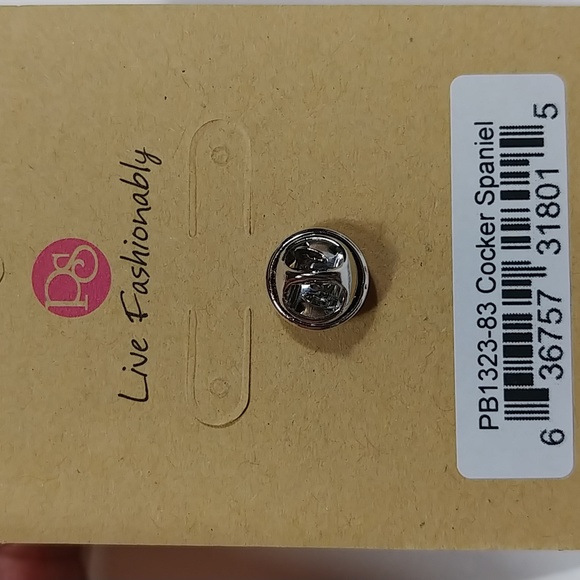 PS
Live Fashionably
PB1323-83 Cocker Spaniel
6 36757 31801 5